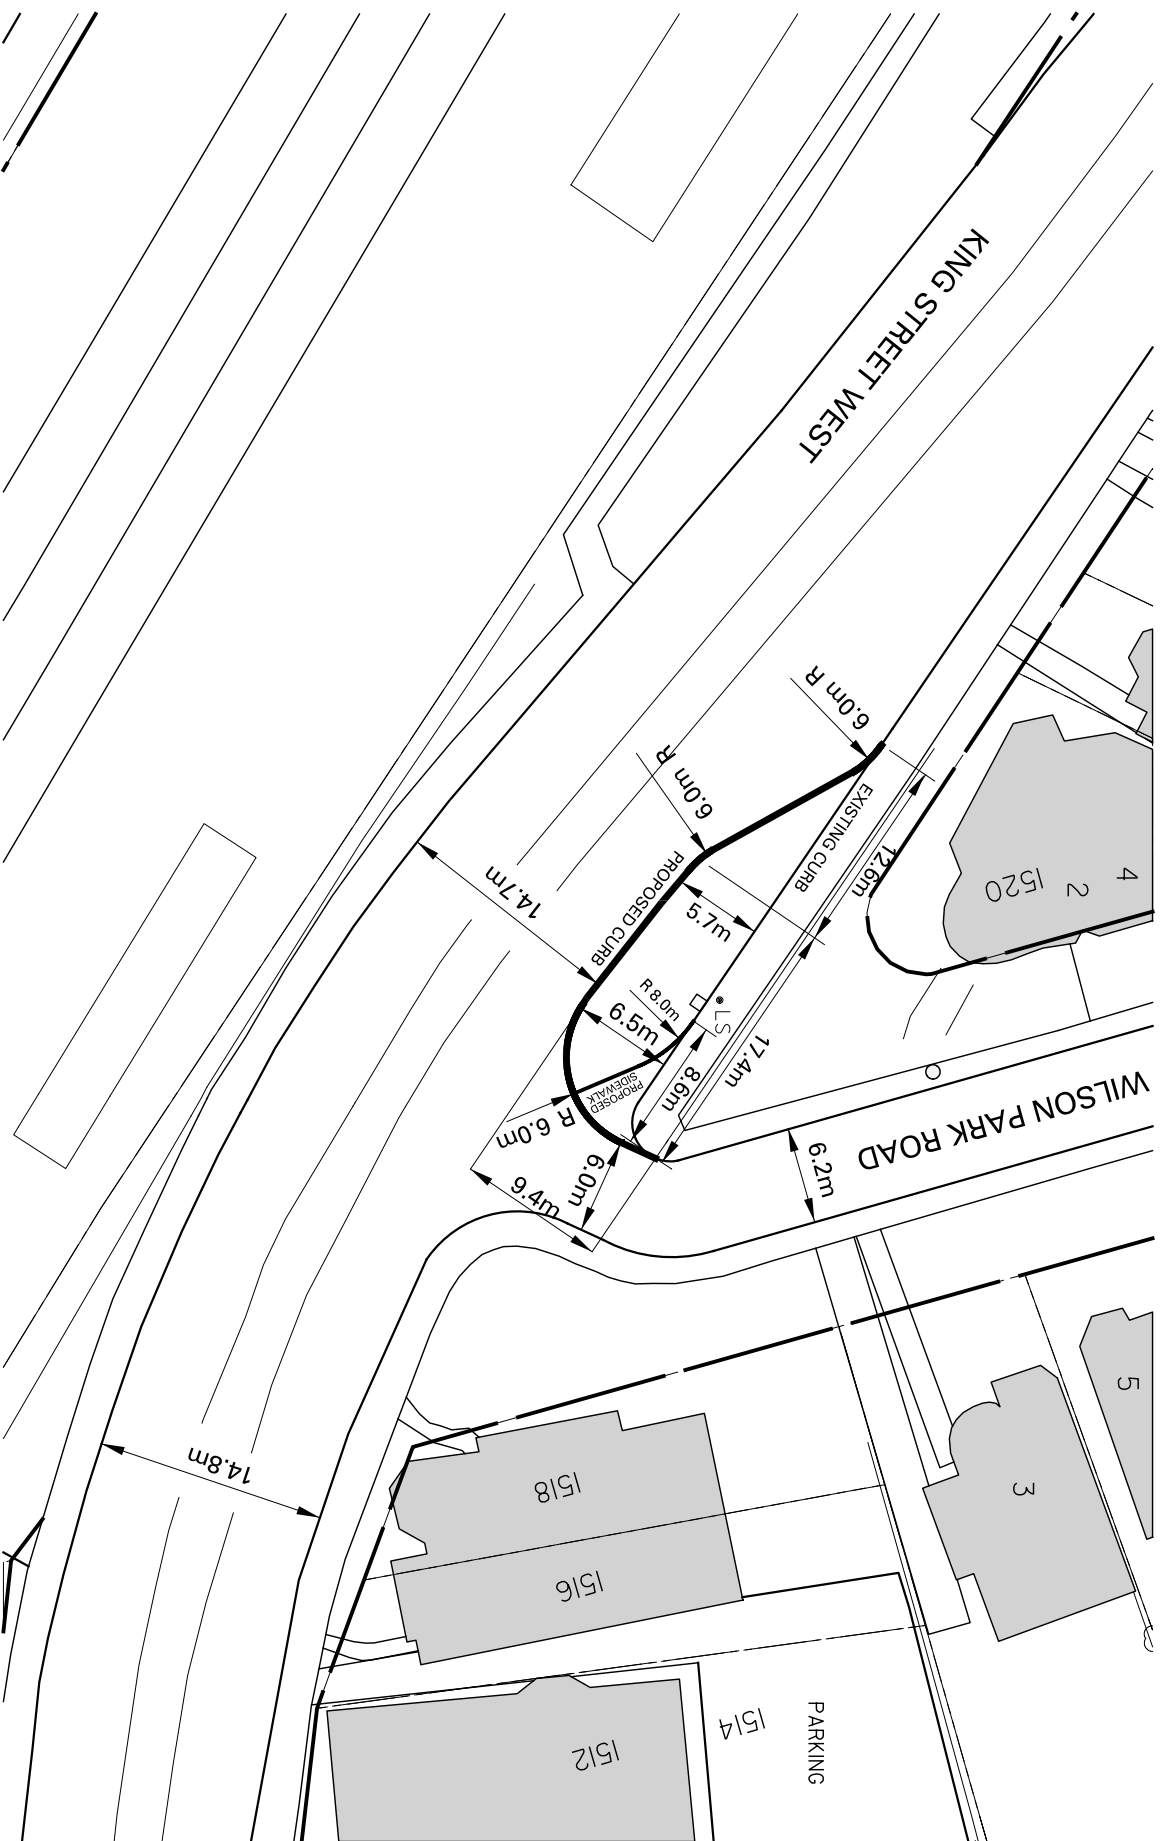 KING STREET WEST
6.0m R
6.0m R
EXISTING CURB
12.6m
PROPOSED CURB
14.7m
5.7m
1520
2
4
R 8.0m
6.5m
LS
17.4m
8.6m
PROPOSED
SIDEWALK
R 6.0m
WILSON PARK ROAD
6.2m
6.0m
9.4m
14.8m
5
3
1518
1516
1514
PARKING
1512